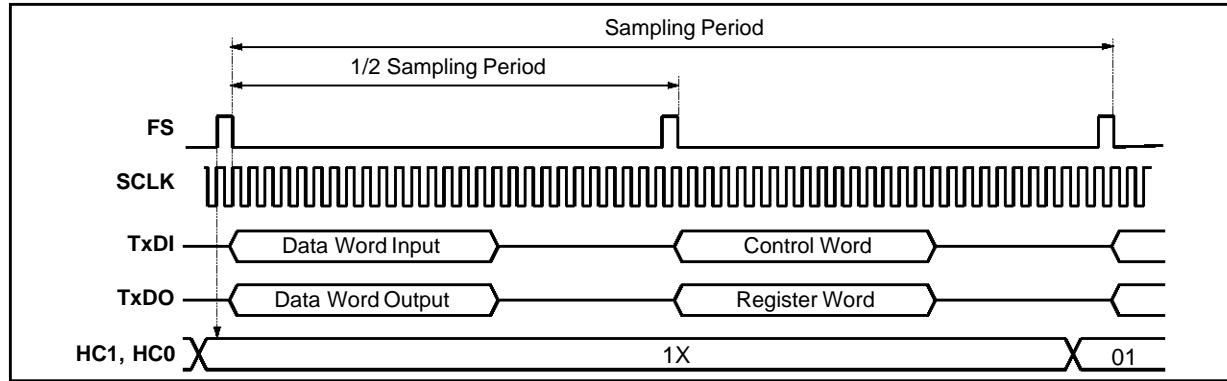 Sampling Period
1/2 Sampling Period
FS
SCLK
TxDI Data Word Input Control Word
TxDO Data Word Output Register Word
HC1, HC0 1X 01